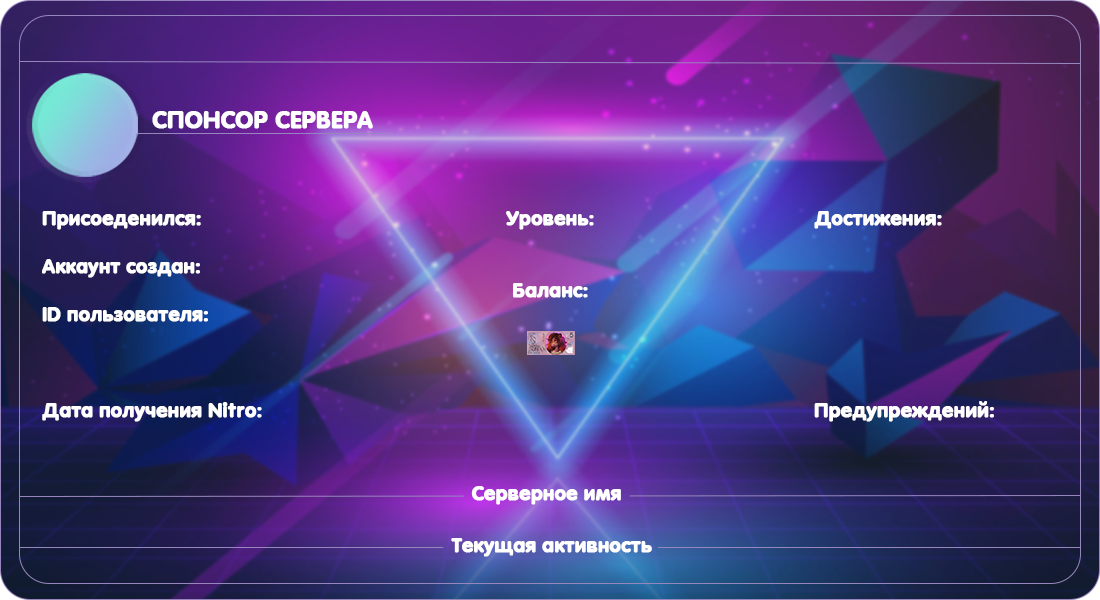 СПОНСОР СЕРВЕРА
Присоеденился:
Уровень:
Достижения:
Аккаунт создан:
Баланс:
ID пользователя:
Дата получения Nitro:
Предупреждений:
Серверное имя
Текущая активность